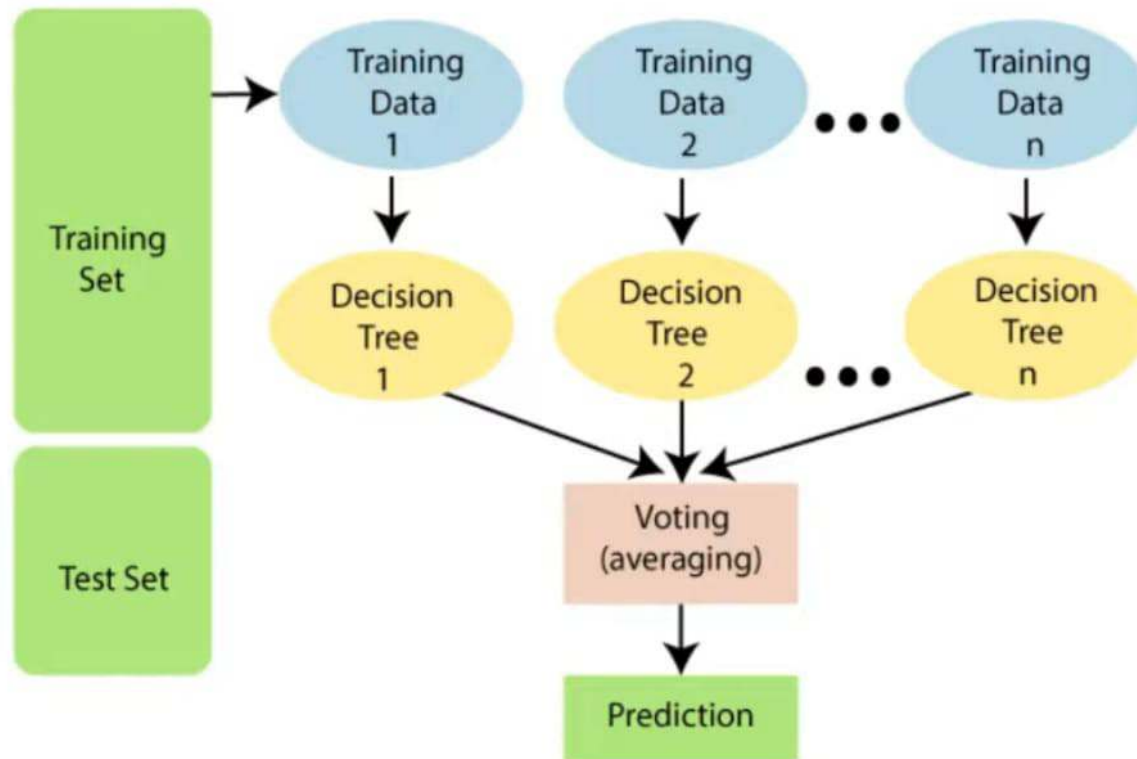 Training
Set
Test Set
Training
Data
1
Training
Data
2
Training
Data
n
Decision
Tree
1
Decision
Tree
2
Decision
Tree
n
Voting
(averaging)
Prediction